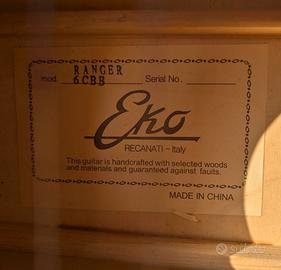 RANGER
mod. 6CBB Serial No.
Eko
RECANATI - Italy
This guitar is handcrafted with selected woods
and materials and guaranteed against faults.
MADE IN CHINA
subito